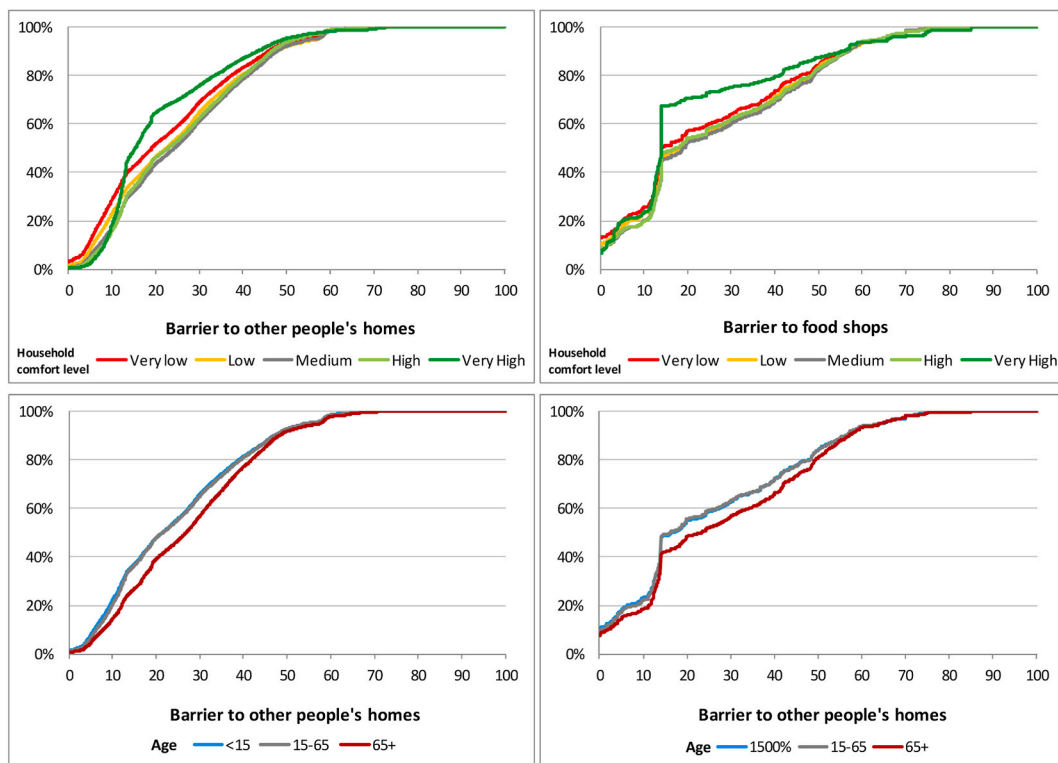 100%
80%
60%
40%
20%
0%
0 10 20 30 40 50 60 70 80 90 100
Barrier to other people's homes
Household
comfort level
Very low Low Medium High Very High
100%
80%
60%
40%
20%
0%
0 10 20 30 40 50 60 70 80 90 100
Barrier to food shops
Household
comfort level
Very low Low Medium High Very High
100%
80%
60%
40%
20%
0%
0 10 20 30 40 50 60 70 80 90 100
Barrier to other people's homes
Age <15 15-65 65+
100%
80%
60%
40%
20%
0%
0 10 20 30 40 50 60 70 80 90 100
Barrier to other people's homes
Age 1500% 15-65 65+